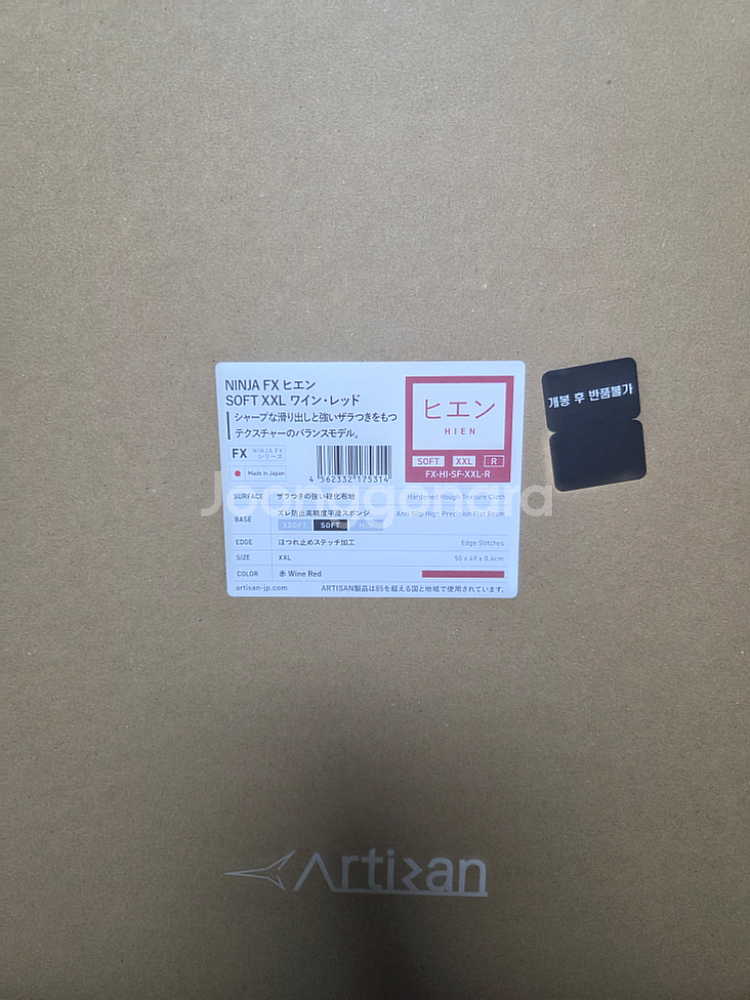 NINJA FX ヒエン
SOFT XXL ワイン・レッド
シャープな滑り出しと強いザラつきをもつ
テクスチャーのバランスモデル。
FX NINJA FX シリーズ
Made in Japan
4 562332 175314
ヒエン
HIEN
SOFT XXL R
FX-HI-SF-XXL-R
개봉 후 반품불가
SURFACE ザラつきの強い硬化布地 Hardened Rough Texture Cloth
BASE ズレ防止高精度平滑スポンジ Anti Slip High Precision Flat Foam
XSOFT SOFT MID
EDGE ほつれ止めステッチ加工 Edge Stitches
SIZE XXL 50 x 49 x 0.4cm
COLOR 赤 Wine Red
artisan-jp.com ARTISAN製品は85を超える国と地域で使用されています。
Joonggonara
Artisan